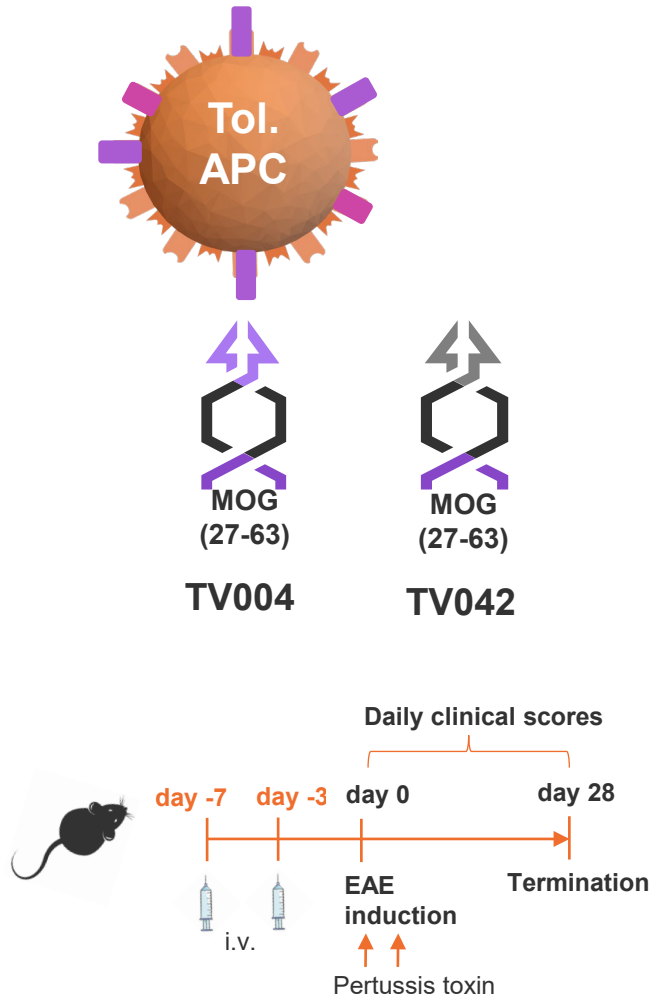 Tol.
APC
MOG
(27-63)
TV004
MOG
(27-63)
TV042
Daily clinical scores
day -7
day -3
day 0
day 28
i.v.
EAE
induction
Termination
Pertussis toxin